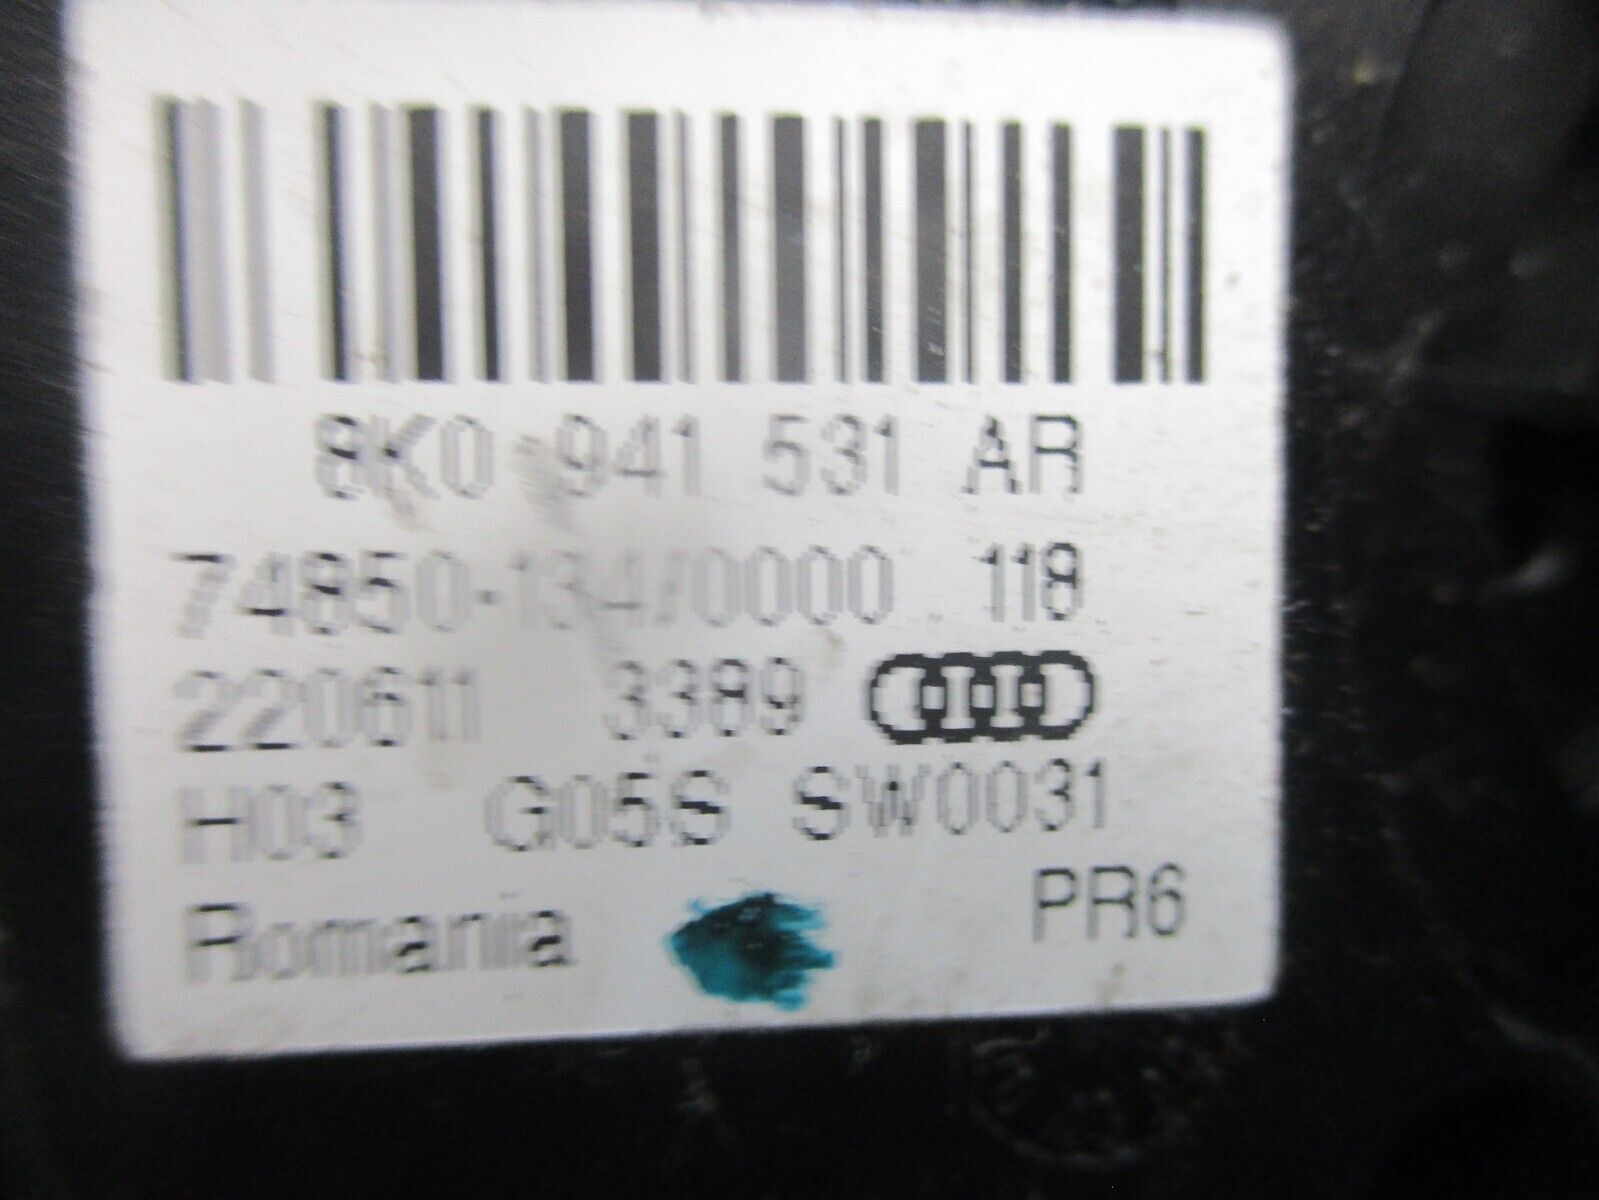 8K0 941 531 AR
74850-134/0000 118
220611 3389
H03 G05S SW0031
Romania PR6